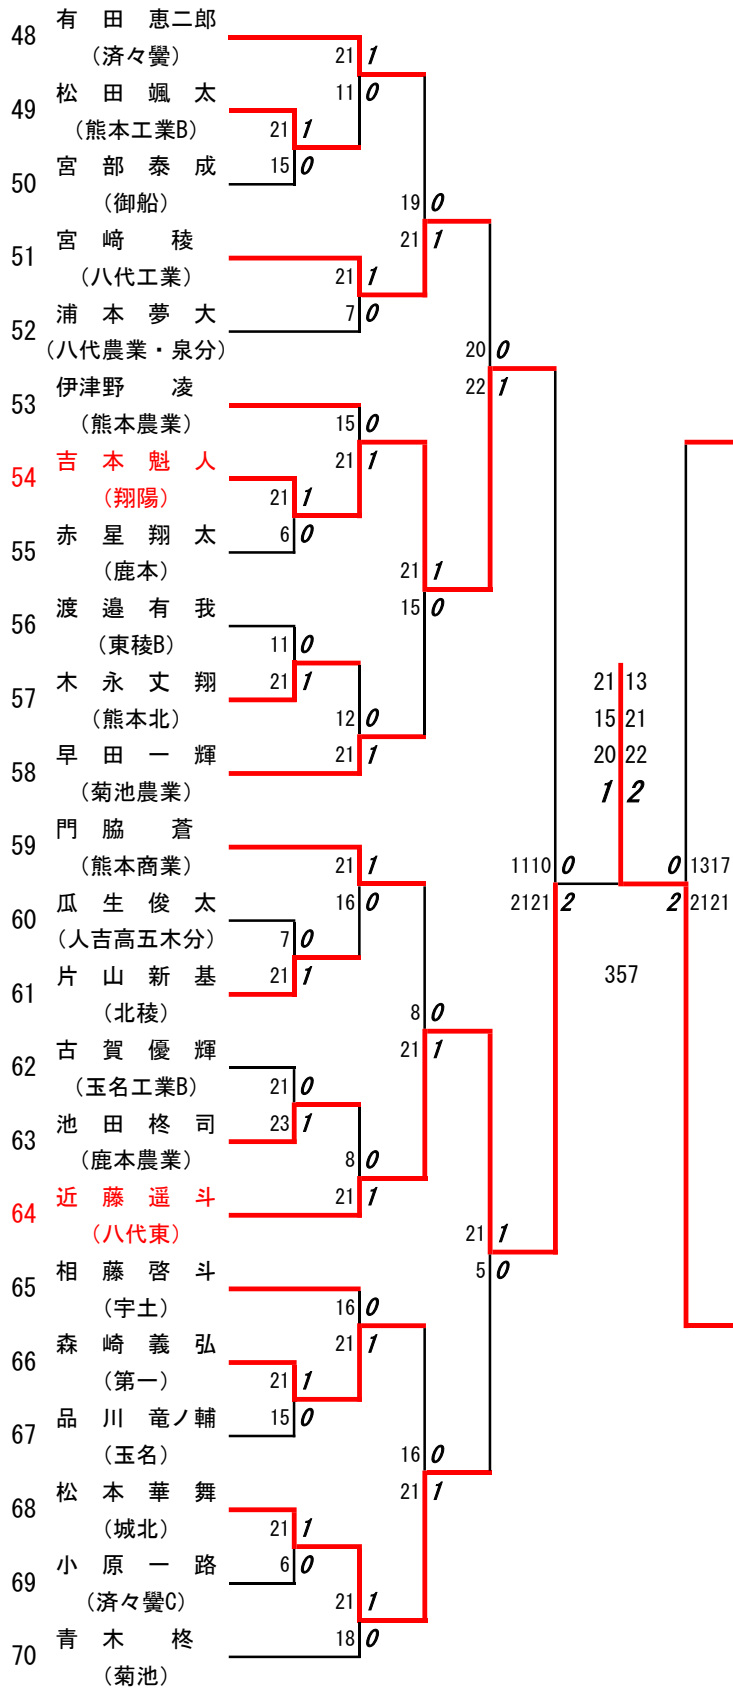 48 有 田 恵二郎
(済々黌)
21 1
11 0
49 松 田 颯 太
(熊本工業B)
21 1
15 0
50 宮 部 泰 成
(御船)
19 0
21 1
51 宮 﨑 稜
(八代工業)
21 1
7 0
52 浦 本 夢 大
(八代農業・泉分)
20 0
22 1
53 伊津野 凌
(熊本農業)
15 0
21 1
54 吉 本 魁 人
(翔陽)
21 1
6 0
55 赤 星 翔 太
(鹿本)
21 1
15 0
56 渡 邉 有 我
(東稜B)
11 0
21 1
57 木 永 丈 翔
(熊本北)
12 0
21 1
58 早 田 一 輝
(菊池農業)
21 13
15 21
20 22
1 2
59 門 脇 蒼
(熊本商業)
21 1
16 0
1110 0
2121 2
0 1317
2 2121
357
60 瓜 生 俊 太
(人吉高五木分)
7 0
21 1
61 片 山 新 基
(北稜)
8 0
21 1
62 古 賀 優 輝
(玉名工業B)
21 0
23 1
63 池 田 柊 司
(鹿本農業)
8 0
21 1
64 近 藤 遥 斗
(八代東)
21 1
5 0
65 相 藤 啓 斗
(宇土)
16 0
21 1
66 森 崎 義 弘
(第一)
21 1
15 0
67 品 川 竜ノ輔
(玉名)
16 0
21 1
68 松 本 華 舞
(城北)
21 1
6 0
69 小 原 一 路
(済々黌C)
21 1
18 0
70 青 木 柊
(菊池)